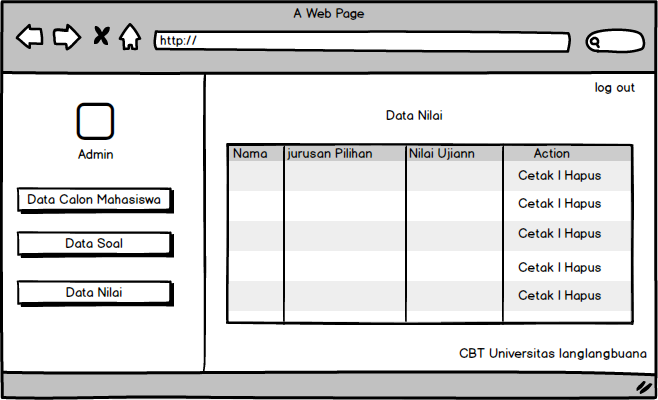 A Web Page
http://
log out
Admin
Data Calon Mahasiswa
Data Soal
Data Nilai
Data Nilai
Nama jurusan Pilihan Nilai Ujiann Action
Cetak | Hapus
Cetak | Hapus
Cetak | Hapus
Cetak | Hapus
Cetak | Hapus
CBT Universitas langlangbuana